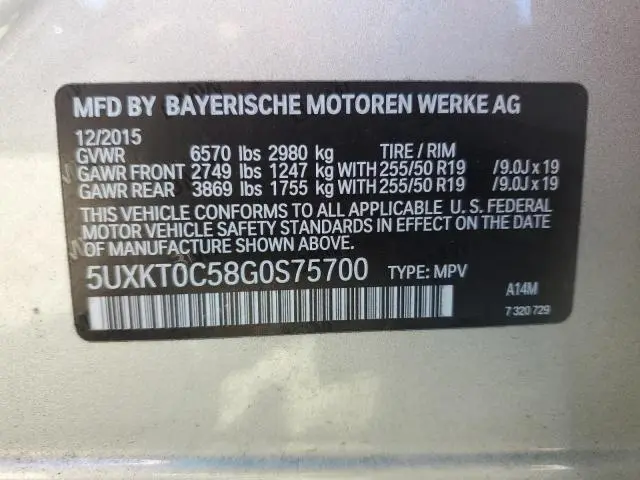 MFD BY BAYERISCHE MOTOREN WERKE AG
12/2015
GVWR 6570 lbs 2980 kg TIRE / RIM
GAWR FRONT 2749 lbs 1247 kg WITH 255/50 R19 /9.0J x 19
GAWR REAR 3869 lbs 1755 kg WITH 255/50 R19 /9.0J x 19
THIS VEHICLE CONFORMS TO ALL APPLICABLE U. S. FEDERAL
MOTOR VEHICLE SAFETY STANDARDS IN EFFECT ON THE DATE
OF MANUFACTURE SHOWN ABOVE.
5UXKT0C58G0S75700 TYPE: MPV
A14M
7 320 729